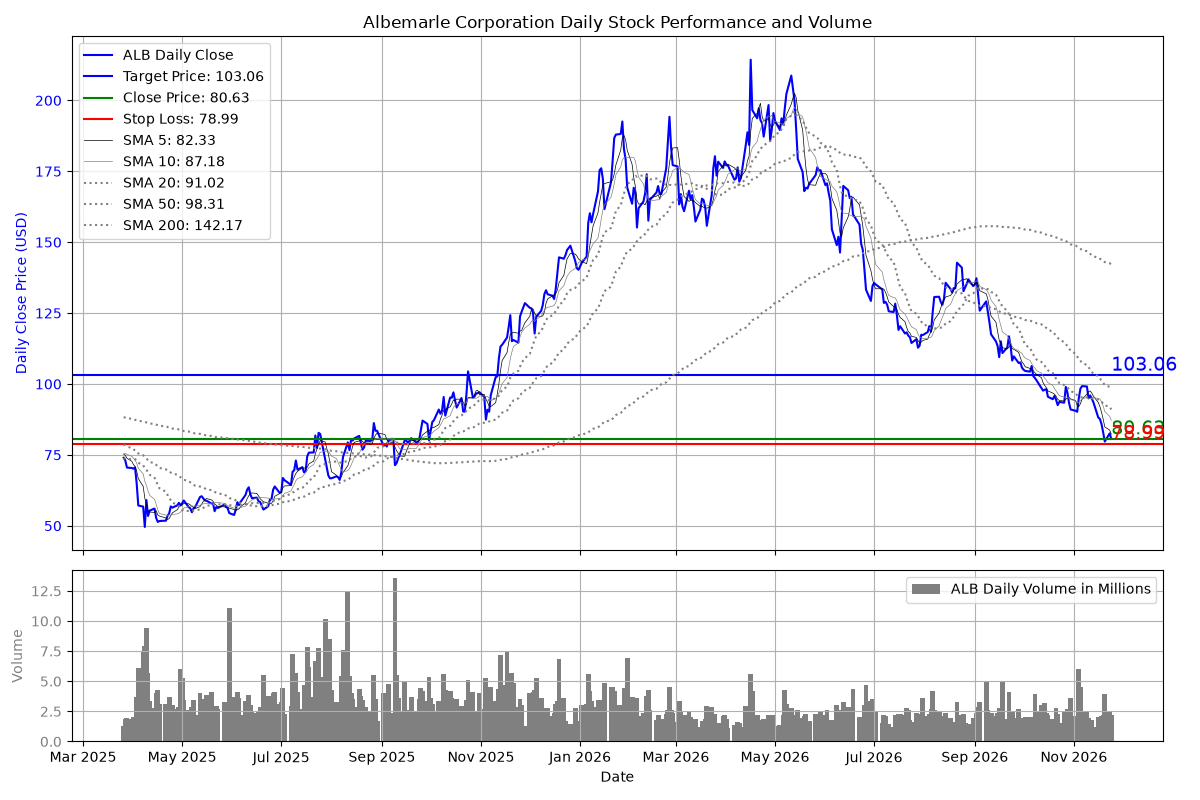 Albemarle Corporation Daily Stock Performance and Volume
ALB Daily Close
Target Price: 103.06
Close Price: 80.63
Stop Loss: 78.99
SMA 5: 82.33
SMA 10: 87.18
SMA 20: 91.02
SMA 50: 98.31
SMA 200: 142.17
Daily Close Price (USD)
200
175
150
125
100
75
50
103.06
80.63
78.99
ALB Daily Volume in Millions
Volume
12.5
10.0
7.5
5.0
2.5
0.0
Mar 2025 May 2025 Jul 2025 Sep 2025 Nov 2025 Jan 2026 Mar 2026 May 2026 Jul 2026 Sep 2026 Nov 2026
Date